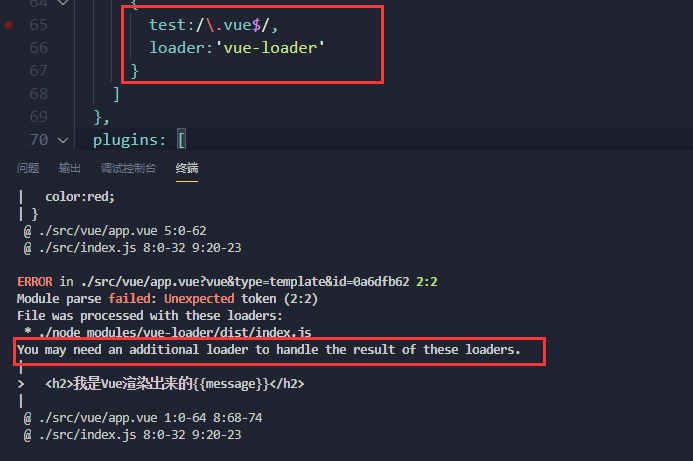 64 {
65 test:/\.vue$/,
66 loader:'vue-loader'
67 }
68 ]
69 },
70 plugins: [
问题 输出 调试控制台 终端
| color:red;
| }
@ ./src/vue/app.vue 5:0-62
@ ./src/index.js 8:0-32 9:20-23
ERROR in ./src/vue/app.vue?vue&type=template&id=0a6dfb62 2:2
Module parse failed: Unexpected token (2:2)
File was processed with these loaders:
* ./node_modules/vue-loader/dist/index.js
You may need an additional loader to handle the result of these loaders.
|
> <h2>我是Vue渲染出来的{{message}}</h2>
|
@ ./src/vue/app.vue 1:0-64 8:68-74
@ ./src/index.js 8:0-32 9:20-23